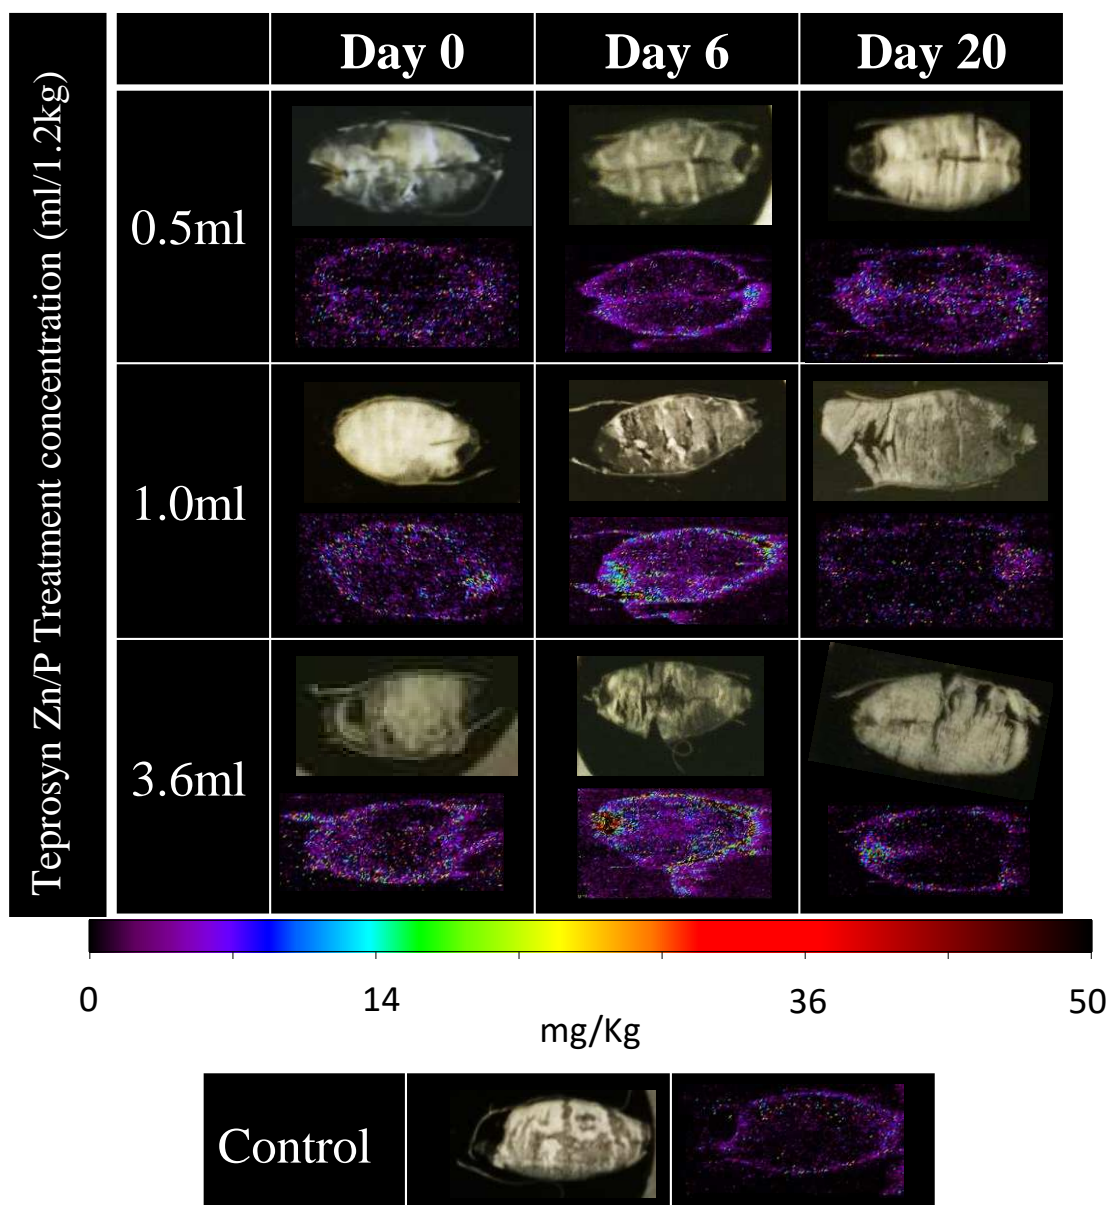 Teprosyn Zn/P Treatment concentration (ml/1.2kg)
Day 0 Day 6 Day 20
0.5ml
1.0ml
3.6ml
0 14 36 50
mg/Kg
Control